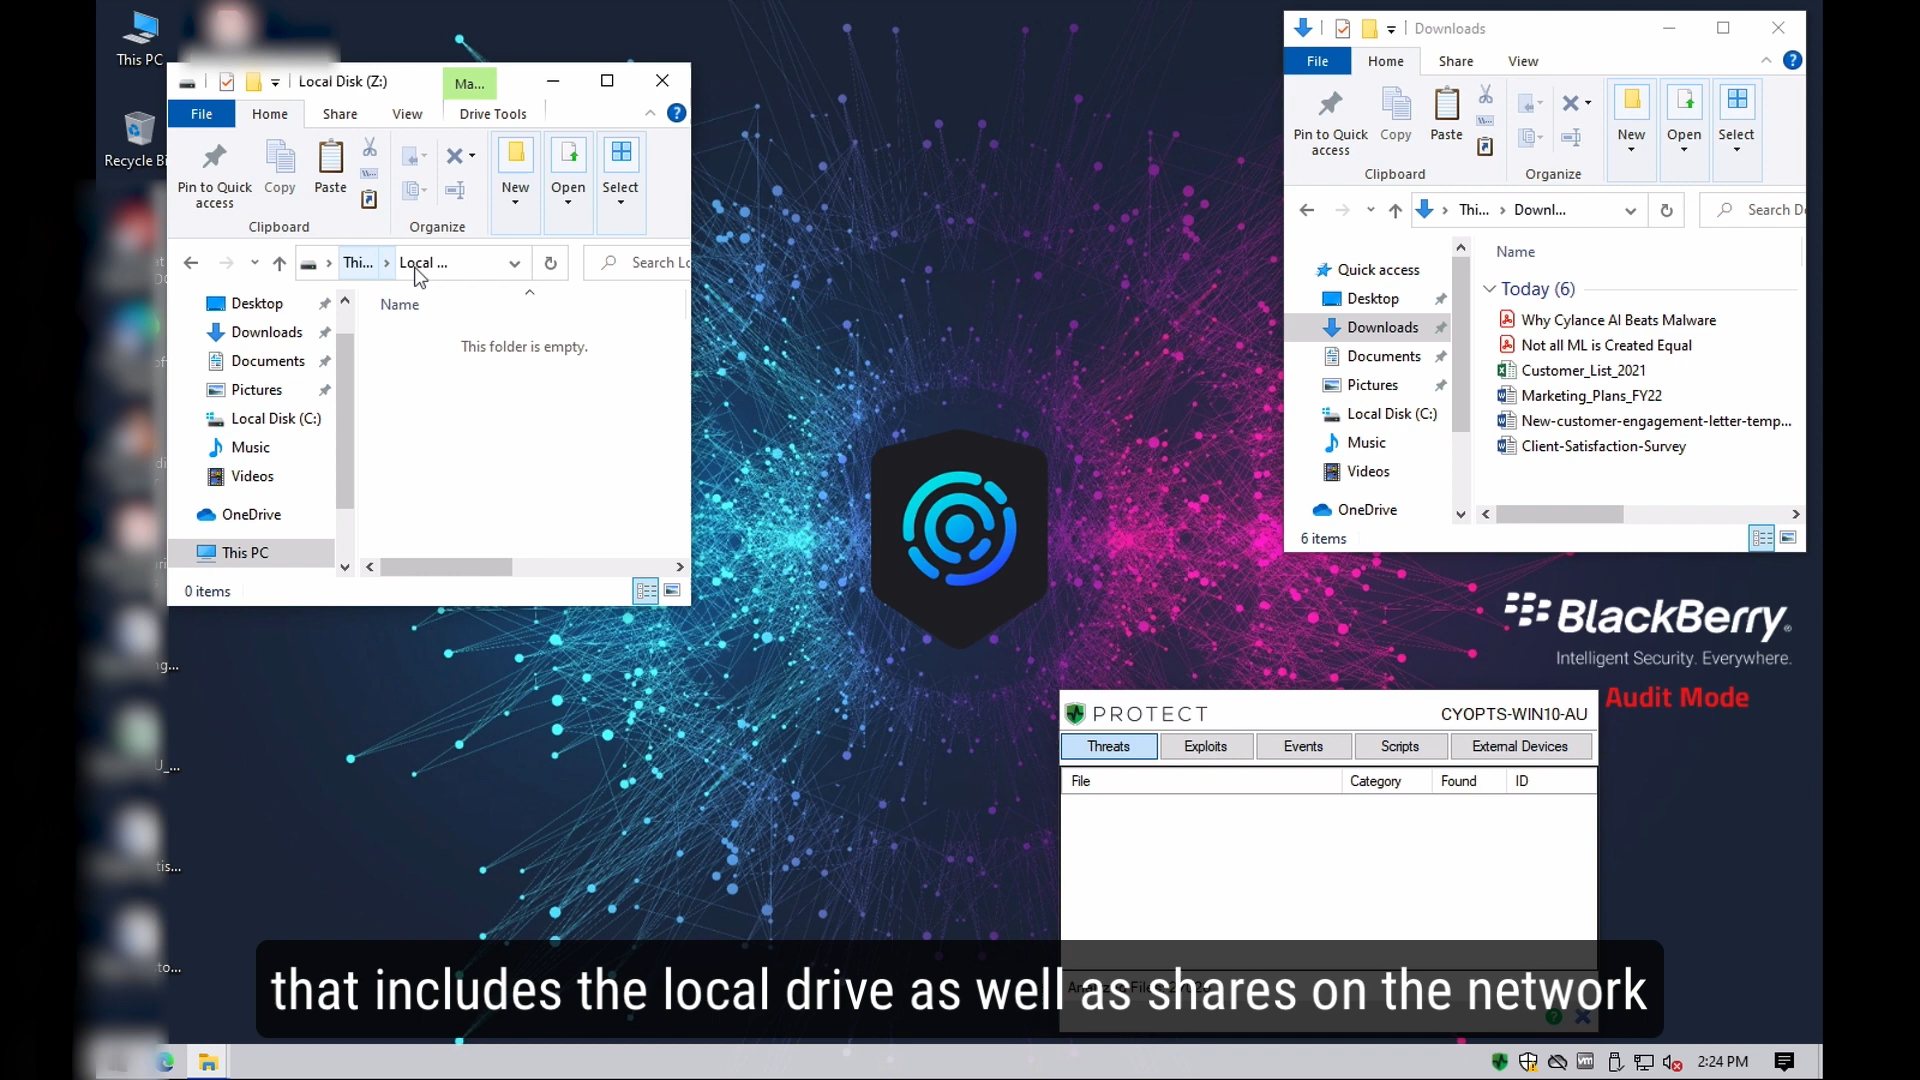 This PC
Recycle Bi
Local Disk (Z:)
Ma...
File
Home
Share
View
Drive Tools
Pin to Quick access
Copy
Paste
New
Open
Select
Clipboard
Organize
Thi...
Local ...
Search Lo
Desktop
Downloads
Documents
Pictures
Local Disk (C:)
Music
Videos
OneDrive
This PC
Name
This folder is empty.
0 items
Downloads
File
Home
Share
View
Pin to Quick access
Copy
Paste
New
Open
Select
Clipboard
Organize
Thi...
Downl...
Search Do
Quick access
Desktop
Downloads
Documents
Pictures
Local Disk (C:)
Music
Videos
OneDrive
Name
Today (6)
Why Cylance AI Beats Malware
Not all ML is Created Equal
Customer_List_2021
Marketing_Plans_FY22
New-customer-engagement-letter-temp...
Client-Satisfaction-Survey
6 items
BlackBerry®
Intelligent Security. Everywhere.
Audit Mode
PROTECT
CYOPTS-WIN10-AU
Threats
Exploits
Events
Scripts
External Devices
File
Category
Found
ID
that includes the local drive as well as shares on the network
2:24 PM